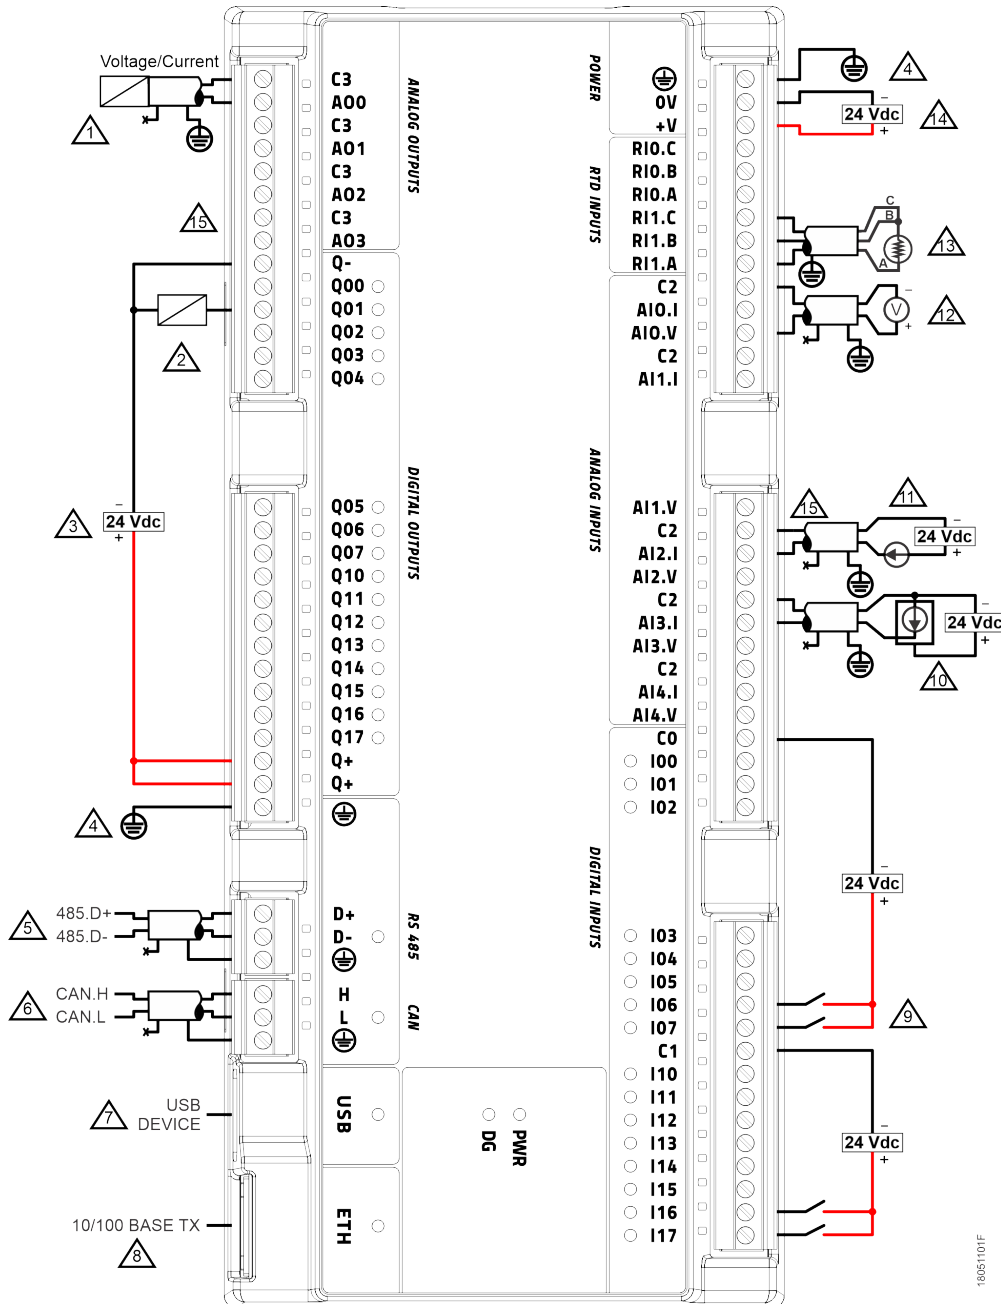 Voltage/Current
1
15
2
3
−
24 Vdc
+
4
5
485.D+
485.D-
6
CAN.H
CAN.L
7
USB
DEVICE
10/100 BASE TX
8
C3
AO0
C3
AO1
C3
AO2
C3
AO3
ANALOG OUTPUTS
Q-
Q00
Q01
Q02
Q03
Q04
Q05
Q06
Q07
Q10
Q11
Q12
Q13
Q14
Q15
Q16
Q17
Q+
Q+
DIGITAL OUTPUTS
D+
D-
RS 485
H
L
CAN
USB
ETH
DG
PWR
POWER
0V
+V
RTD INPUTS
RI0.C
RI0.B
RI0.A
RI1.C
RI1.B
RI1.A
ANALOG INPUTS
C2
AI0.I
AI0.V
C2
AI1.I
AI1.V
C2
AI2.I
AI2.V
C2
AI3.I
AI3.V
C2
AI4.I
AI4.V
DIGITAL INPUTS
C0
I00
I01
I02
I03
I04
I05
I06
I07
C1
I10
I11
I12
I13
I14
I15
I16
I17
4
−
24 Vdc
+
14
C
B
A
13
−
V
+
12
15
11
−
24 Vdc
+
−
24 Vdc
+
10
−
24 Vdc
+
9
−
24 Vdc
+
18051101F